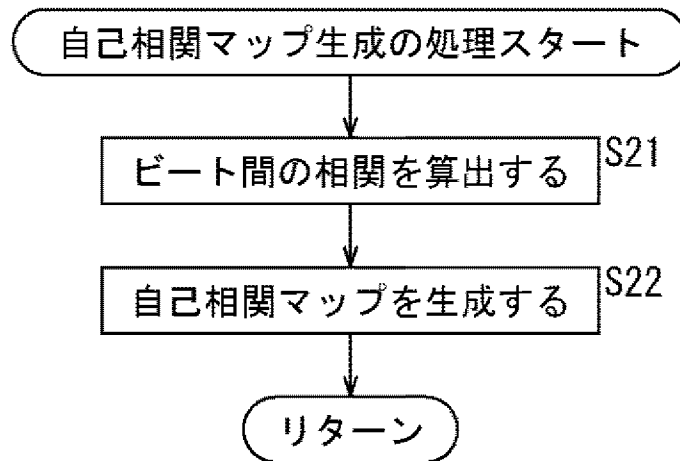 自己相関マップ生成の処理スタート
ビート間の相関を算出する
S21
自己相関マップを生成する
S22
リターン